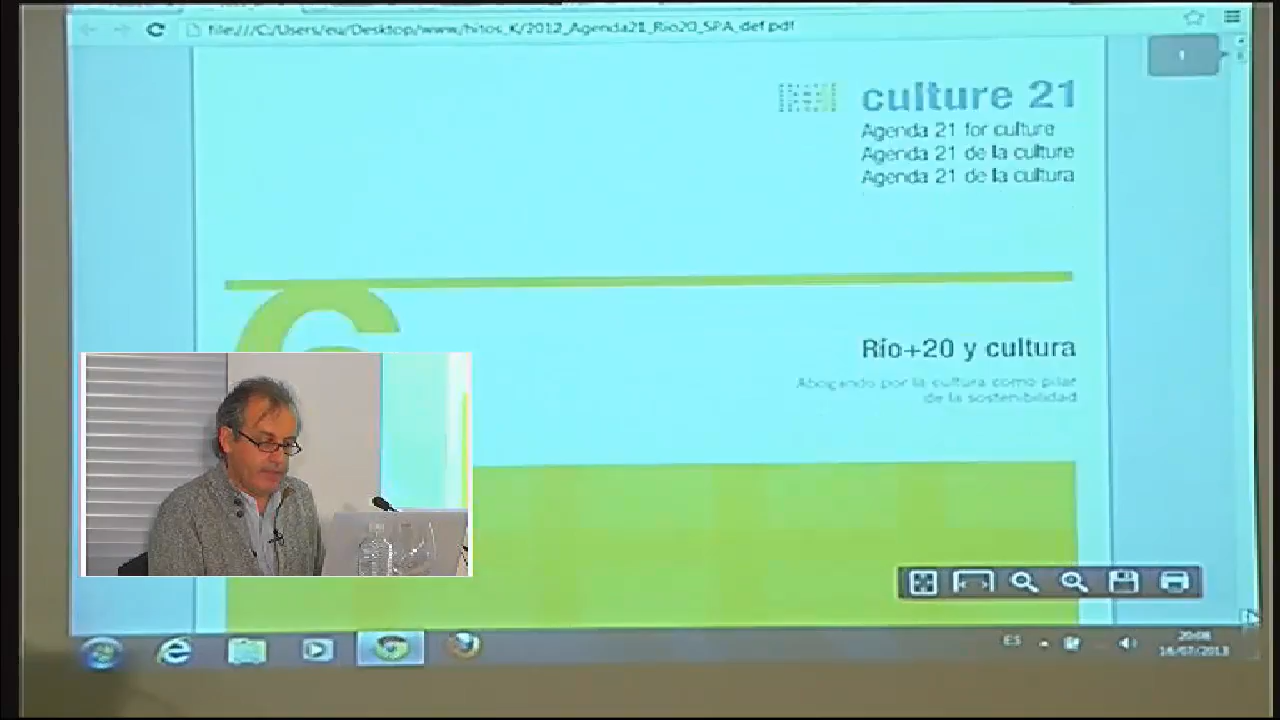 file:///C:/Users/eu/Desktop/www/hitos_K/2012_Agenda21_Rio20_SPA_def.pdf
1
culture 21
Agenda 21 for culture
Agenda 21 de la culture
Agenda 21 de la cultura
6
Río+20 y cultura
Abogando por la cultura como pilar
de la sostenibilidad
ES
20:08
16/07/2013